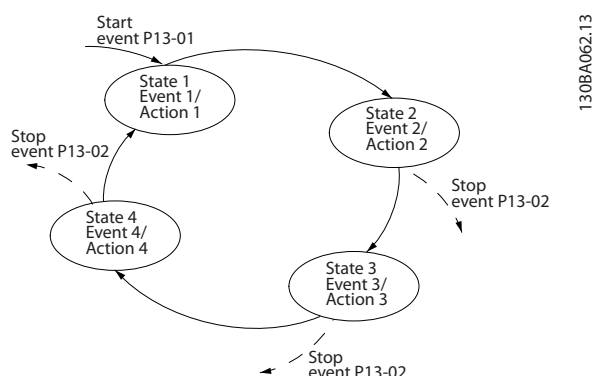 Start
event P13-01
130BA062.13
State 1
Event 1/
Action 1
State 2
Event 2/
Action 2
Stop
event P13-02
Stop
event P13-02
State 4
Event 4/
Action 4
State 3
Event 3/
Action 3
Stop
event P13-02